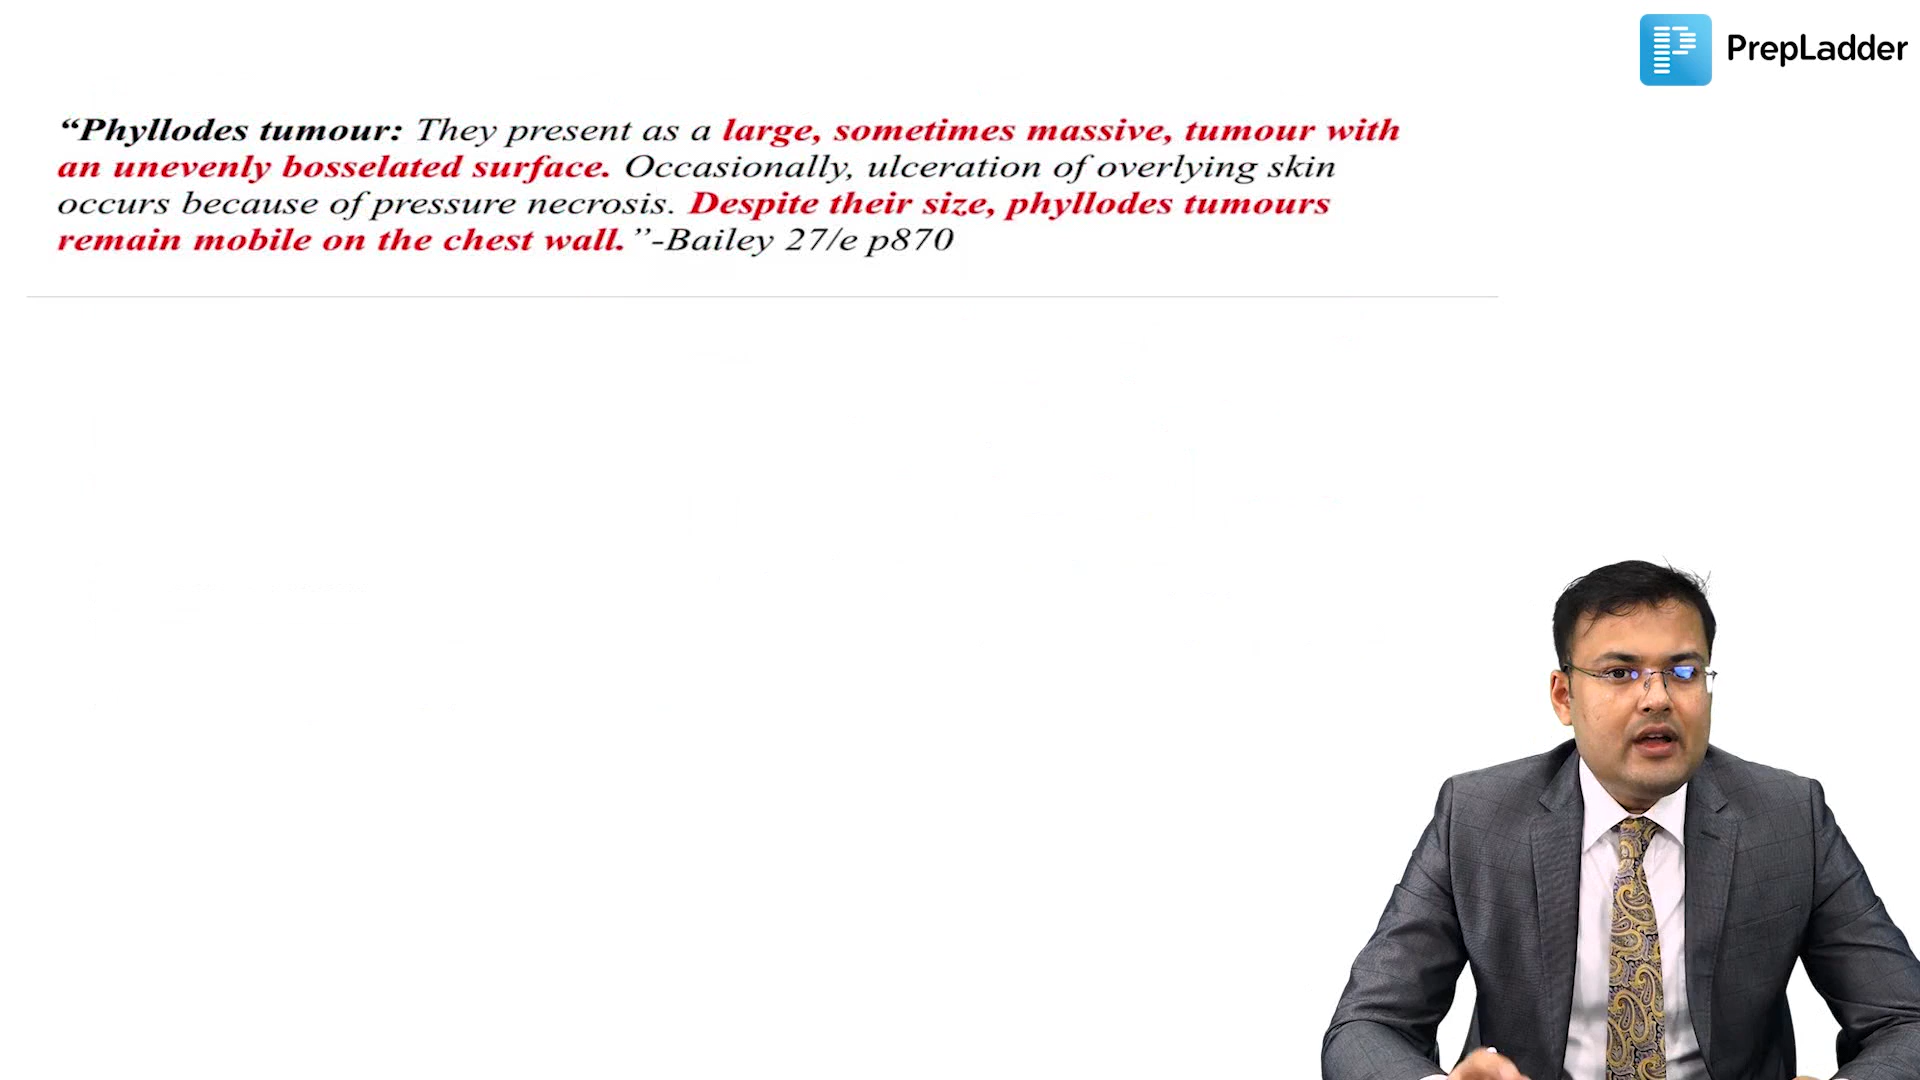 PrepLadder
“Phyllodes tumour: They present as a large, sometimes massive, tumour with
an unevenly bosselated surface. Occasionally, ulceration of overlying skin
occurs because of pressure necrosis. Despite their size, phyllodes tumours
remain mobile on the chest wall.”-Bailey 27/e p870